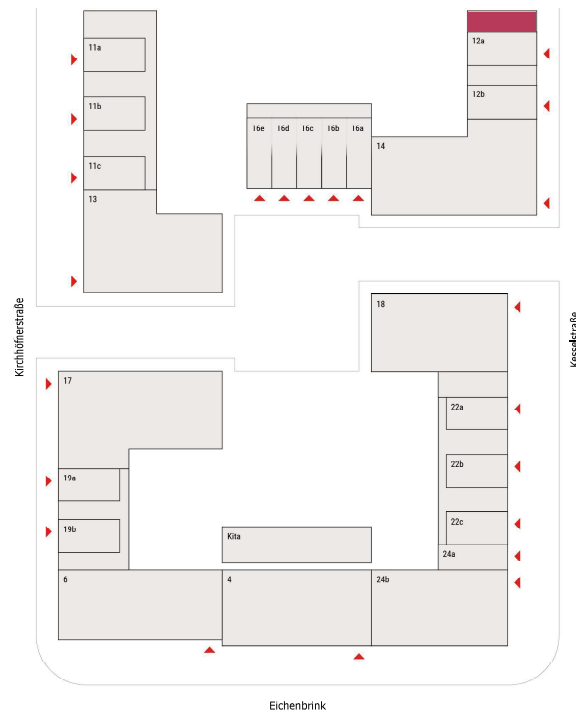 11a
12a
11b
12b
16e 16d 16c 16b 16a
14
11c
13
18
Kirchhöfnerstraße
Kesselstraße
17
22a
22b
19a
22c
19b
Kita
24a
6
4
24b
Eichenbrink